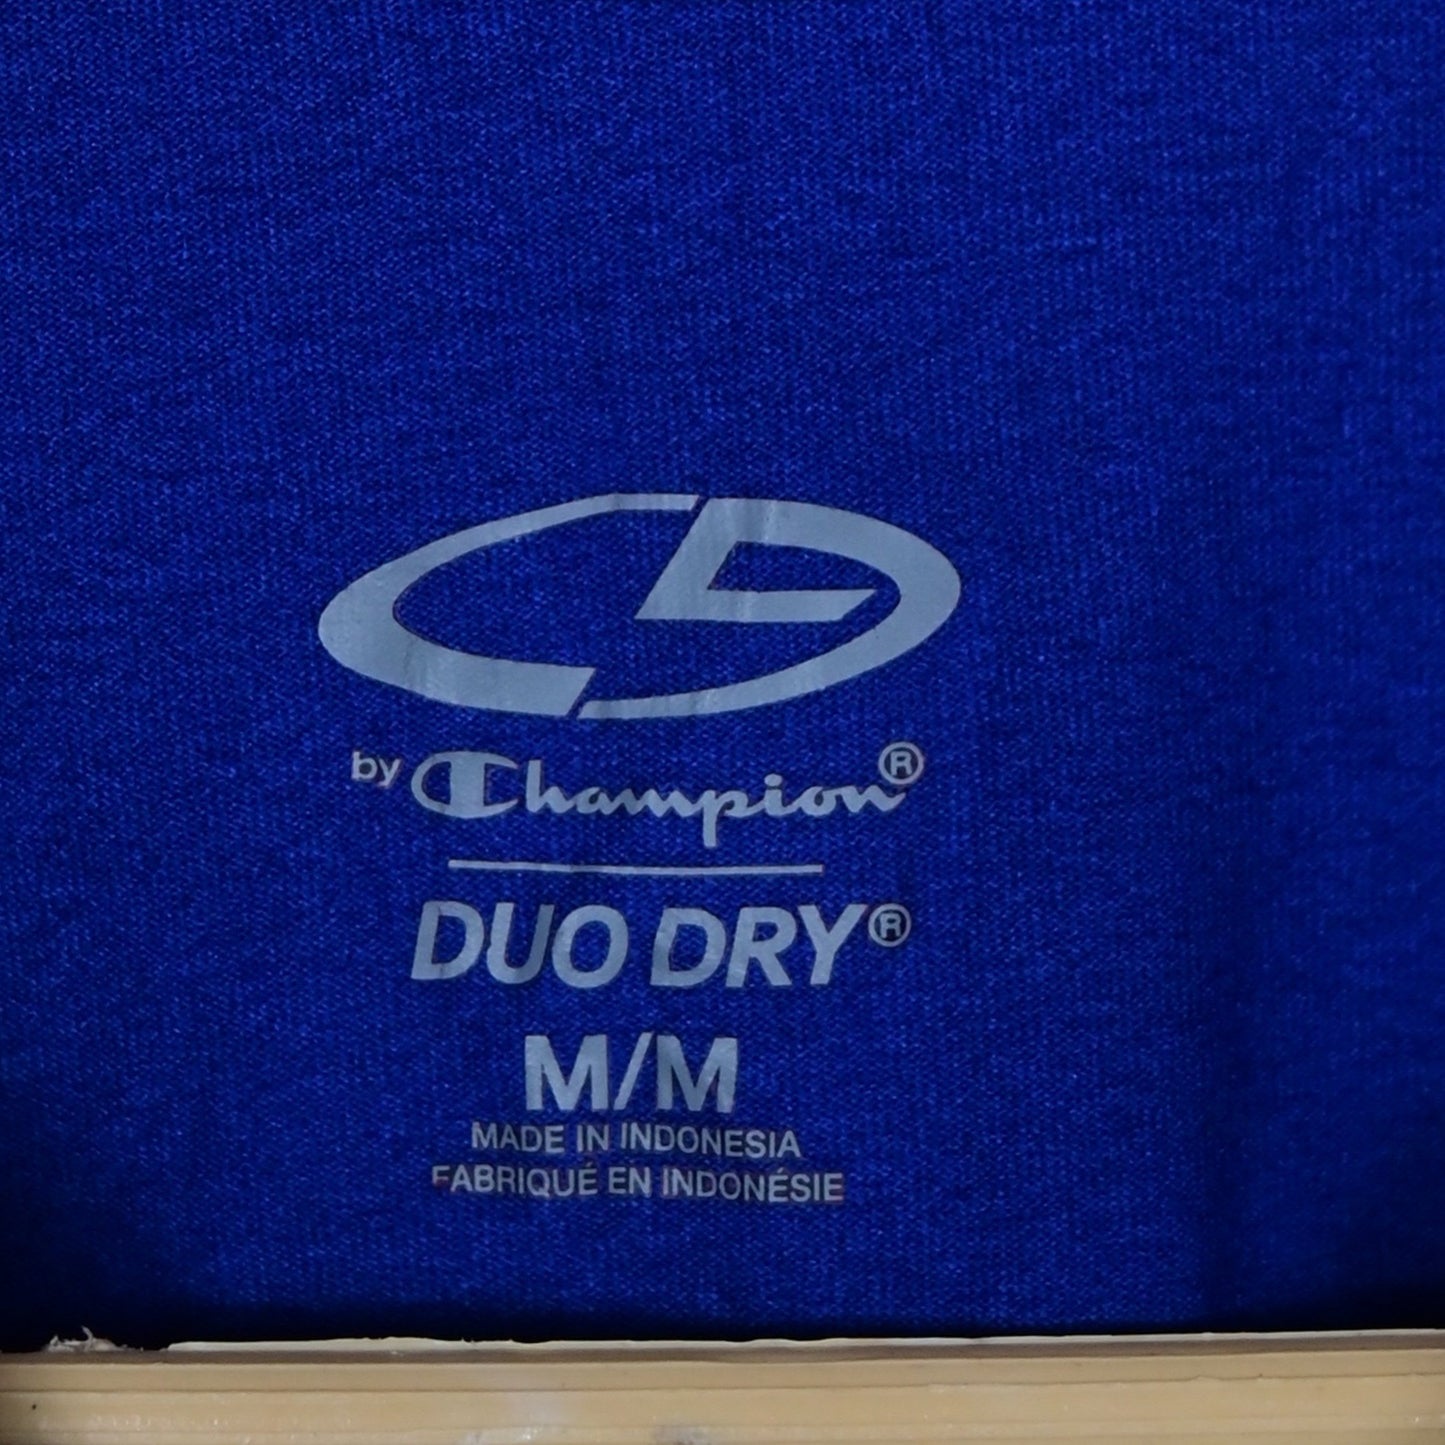 by Champion®
DUO DRY®
M/M
MADE IN INDONESIA
FABRIQUÉ EN INDONÉSIE